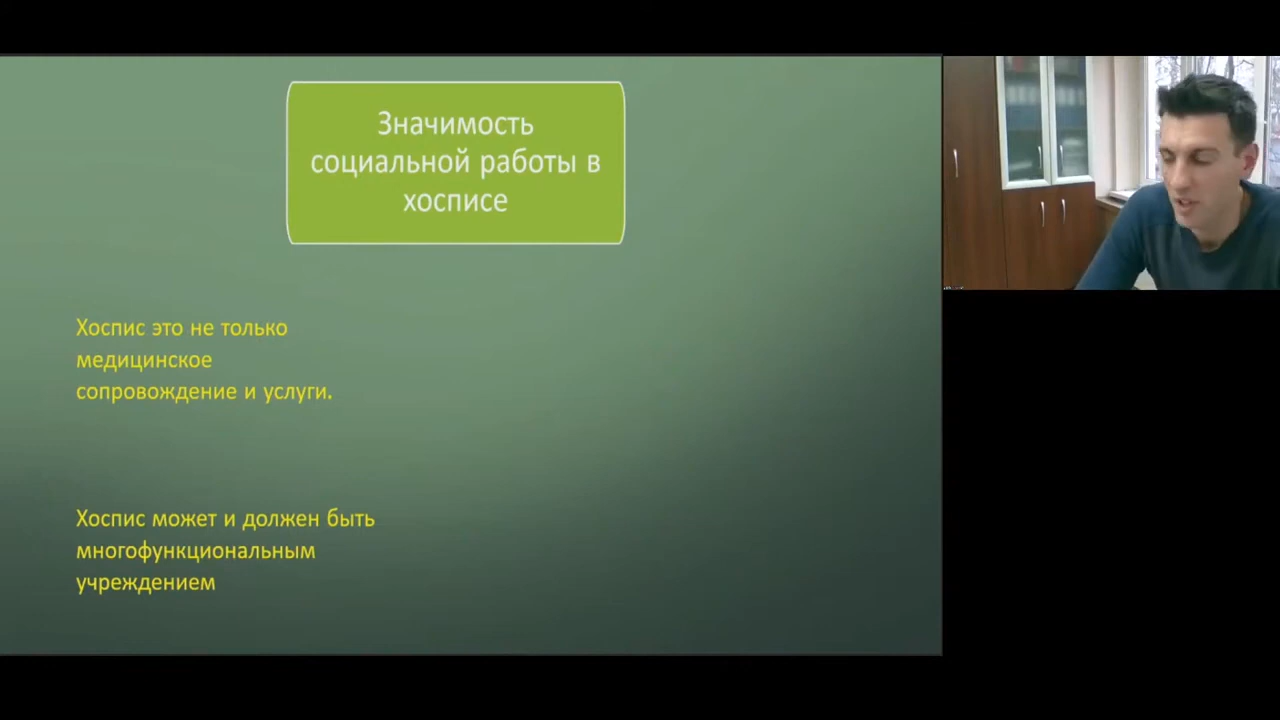 Значимость
социальной работы в
хосписе
Хоспис это не только
медицинское
сопровождение и услуги.
Хоспис может и должен быть
многофункциональным
учреждением